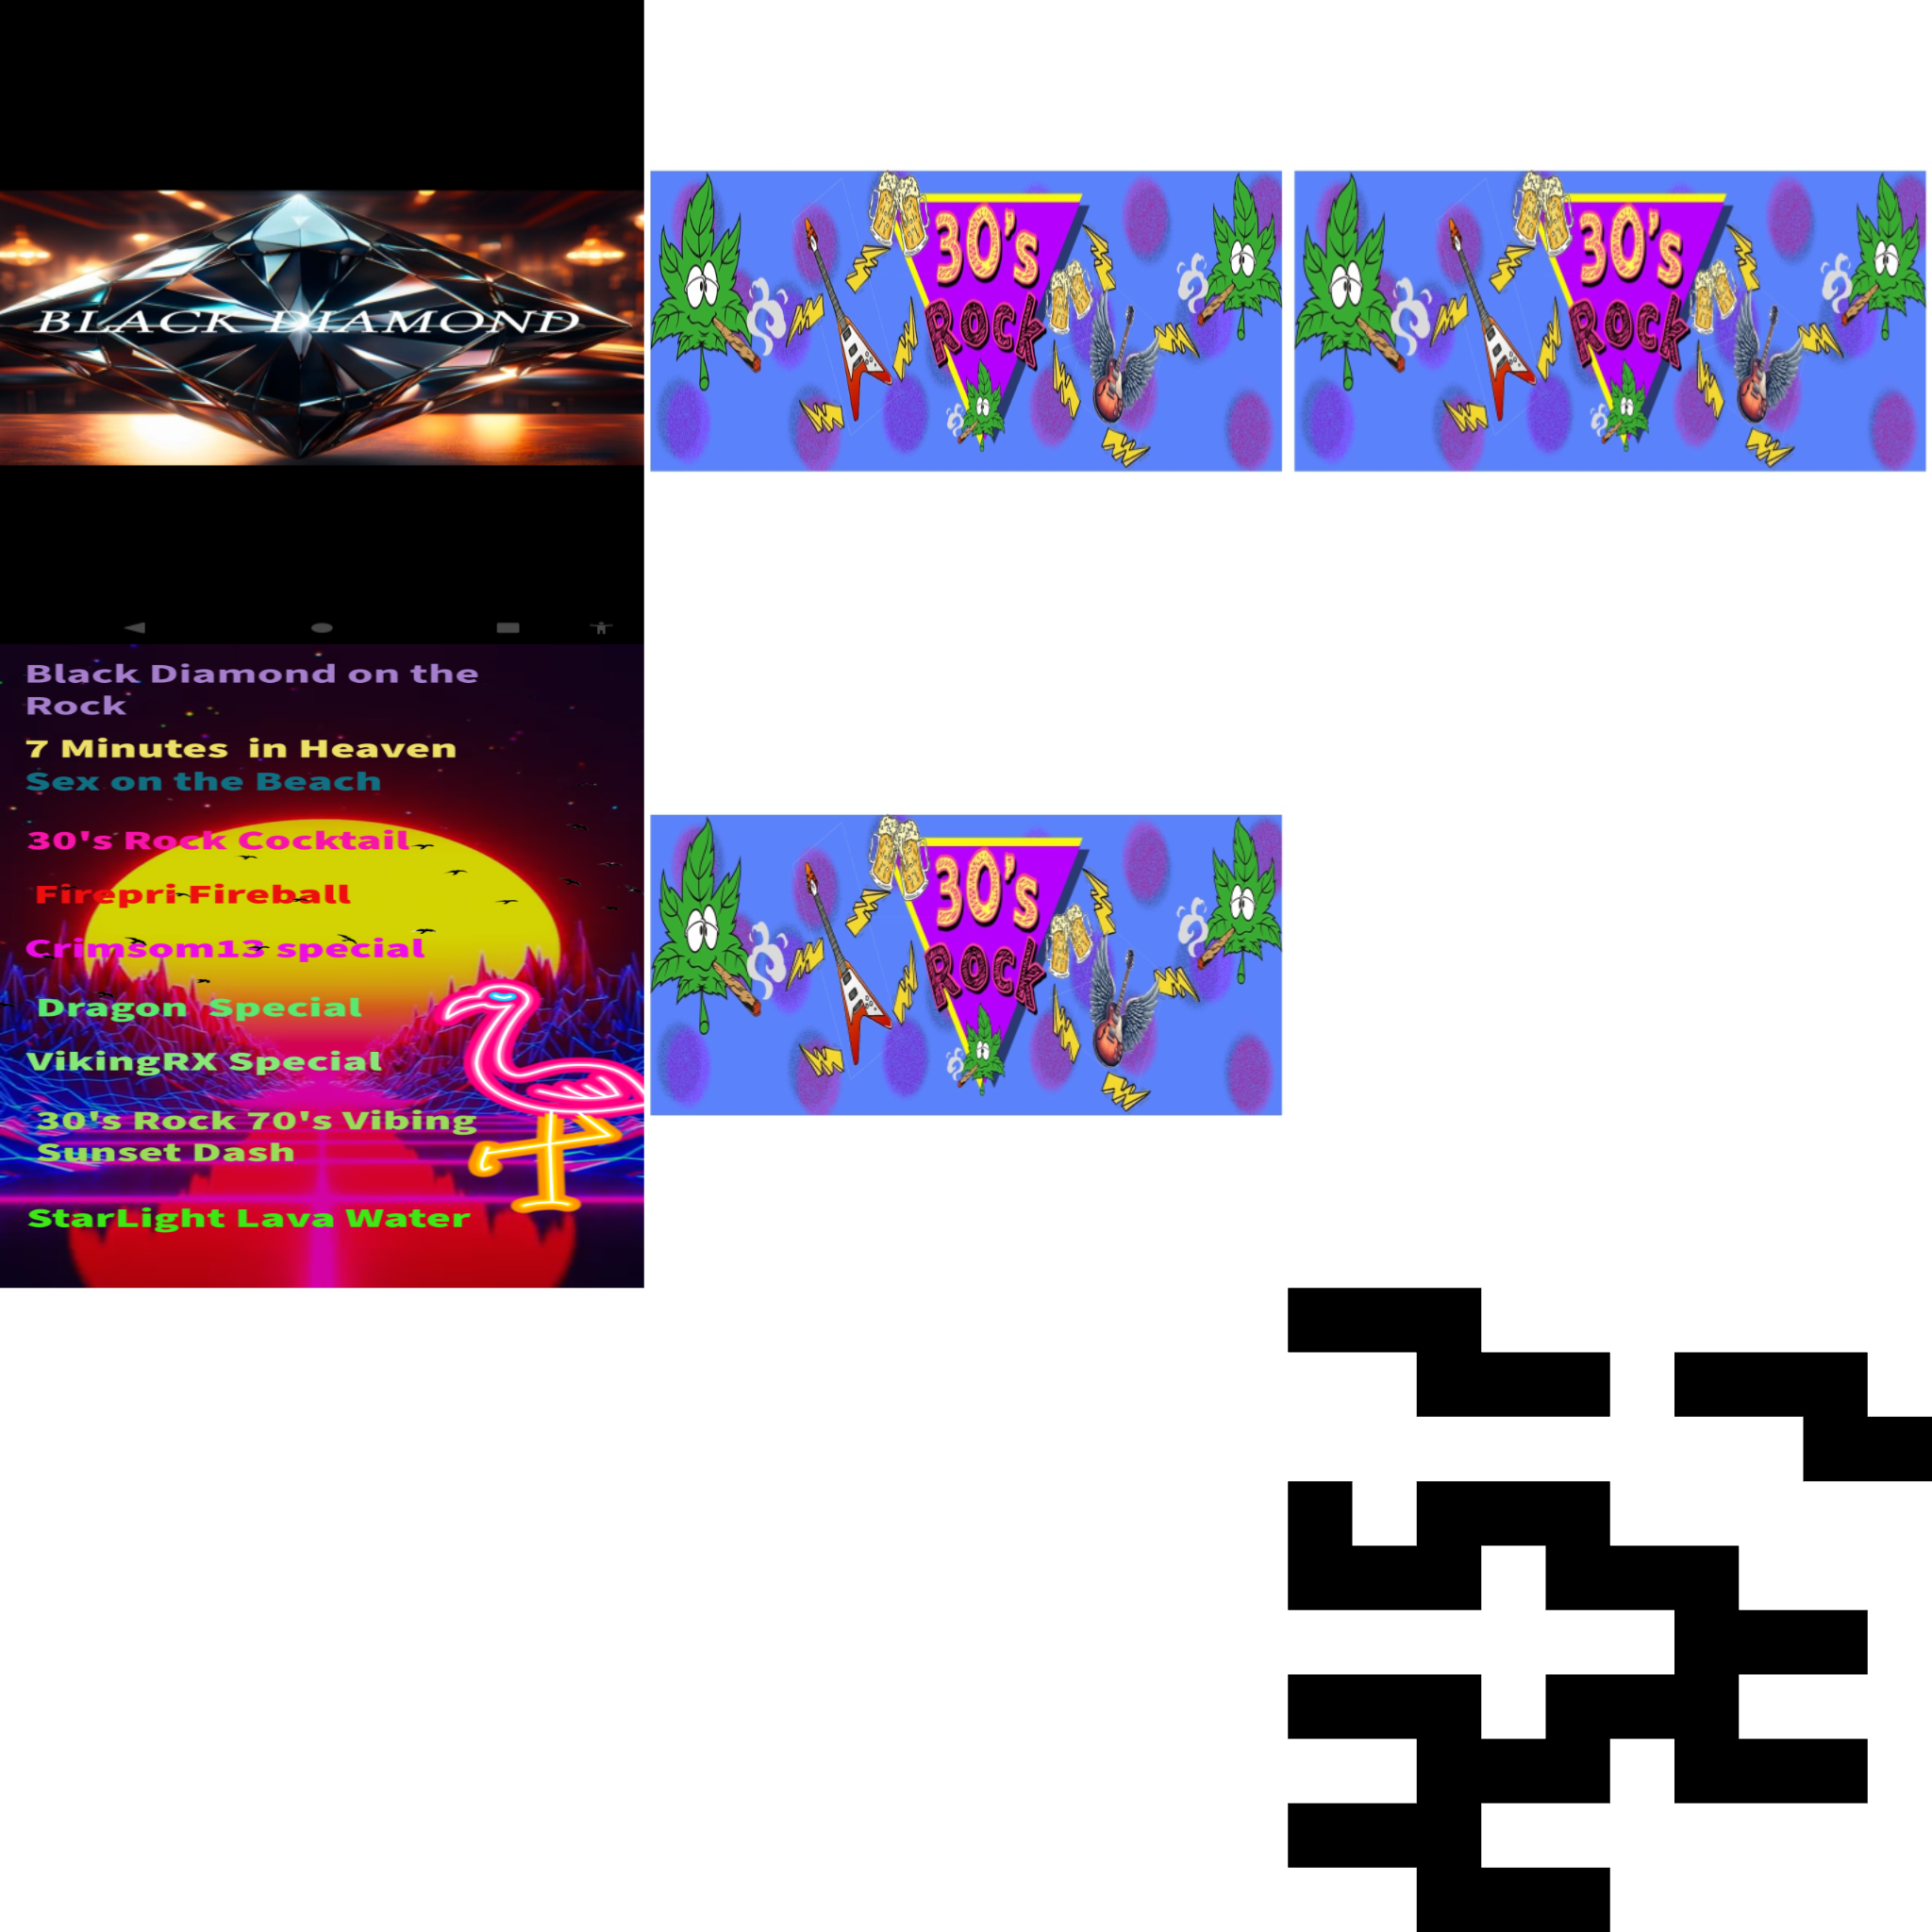 BLACK DIAMOND
30's
Rock
30's
Rock
Black Diamond on the
Rock
7 Minutes in Heaven
Sex on the Beach
30's Rock Cocktail
Firepri Fireball
Crimsom13 special
Dragon Special
VikingRX Special
30's Rock 70's Vibing
Sunset Dash
StarLight Lava Water
30's
Rock